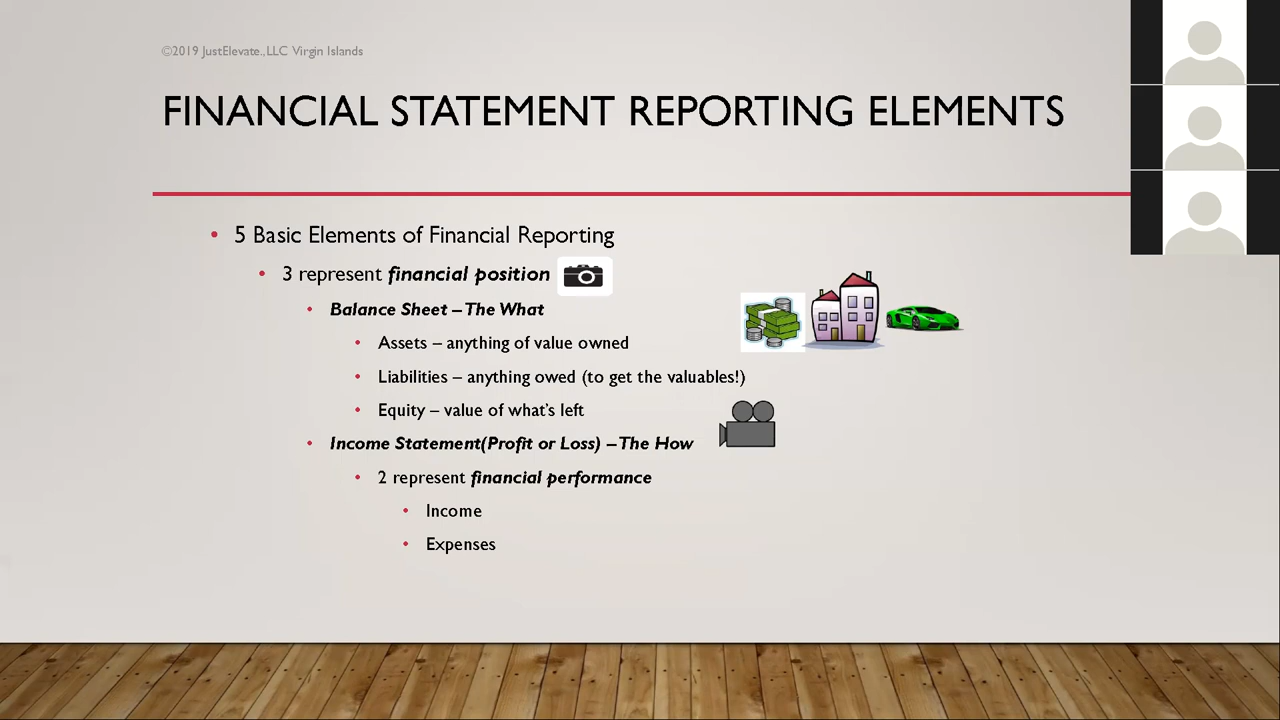 ©2019 JustElevate.,LLC Virgin Islands
FINANCIAL STATEMENT REPORTING ELEMENTS
• 5 Basic Elements of Financial Reporting
• 3 represent financial position
• Balance Sheet – The What
• Assets – anything of value owned
• Liabilities – anything owed (to get the valuables!)
• Equity – value of what's left
• Income Statement(Profit or Loss) – The How
• 2 represent financial performance
• Income
• Expenses